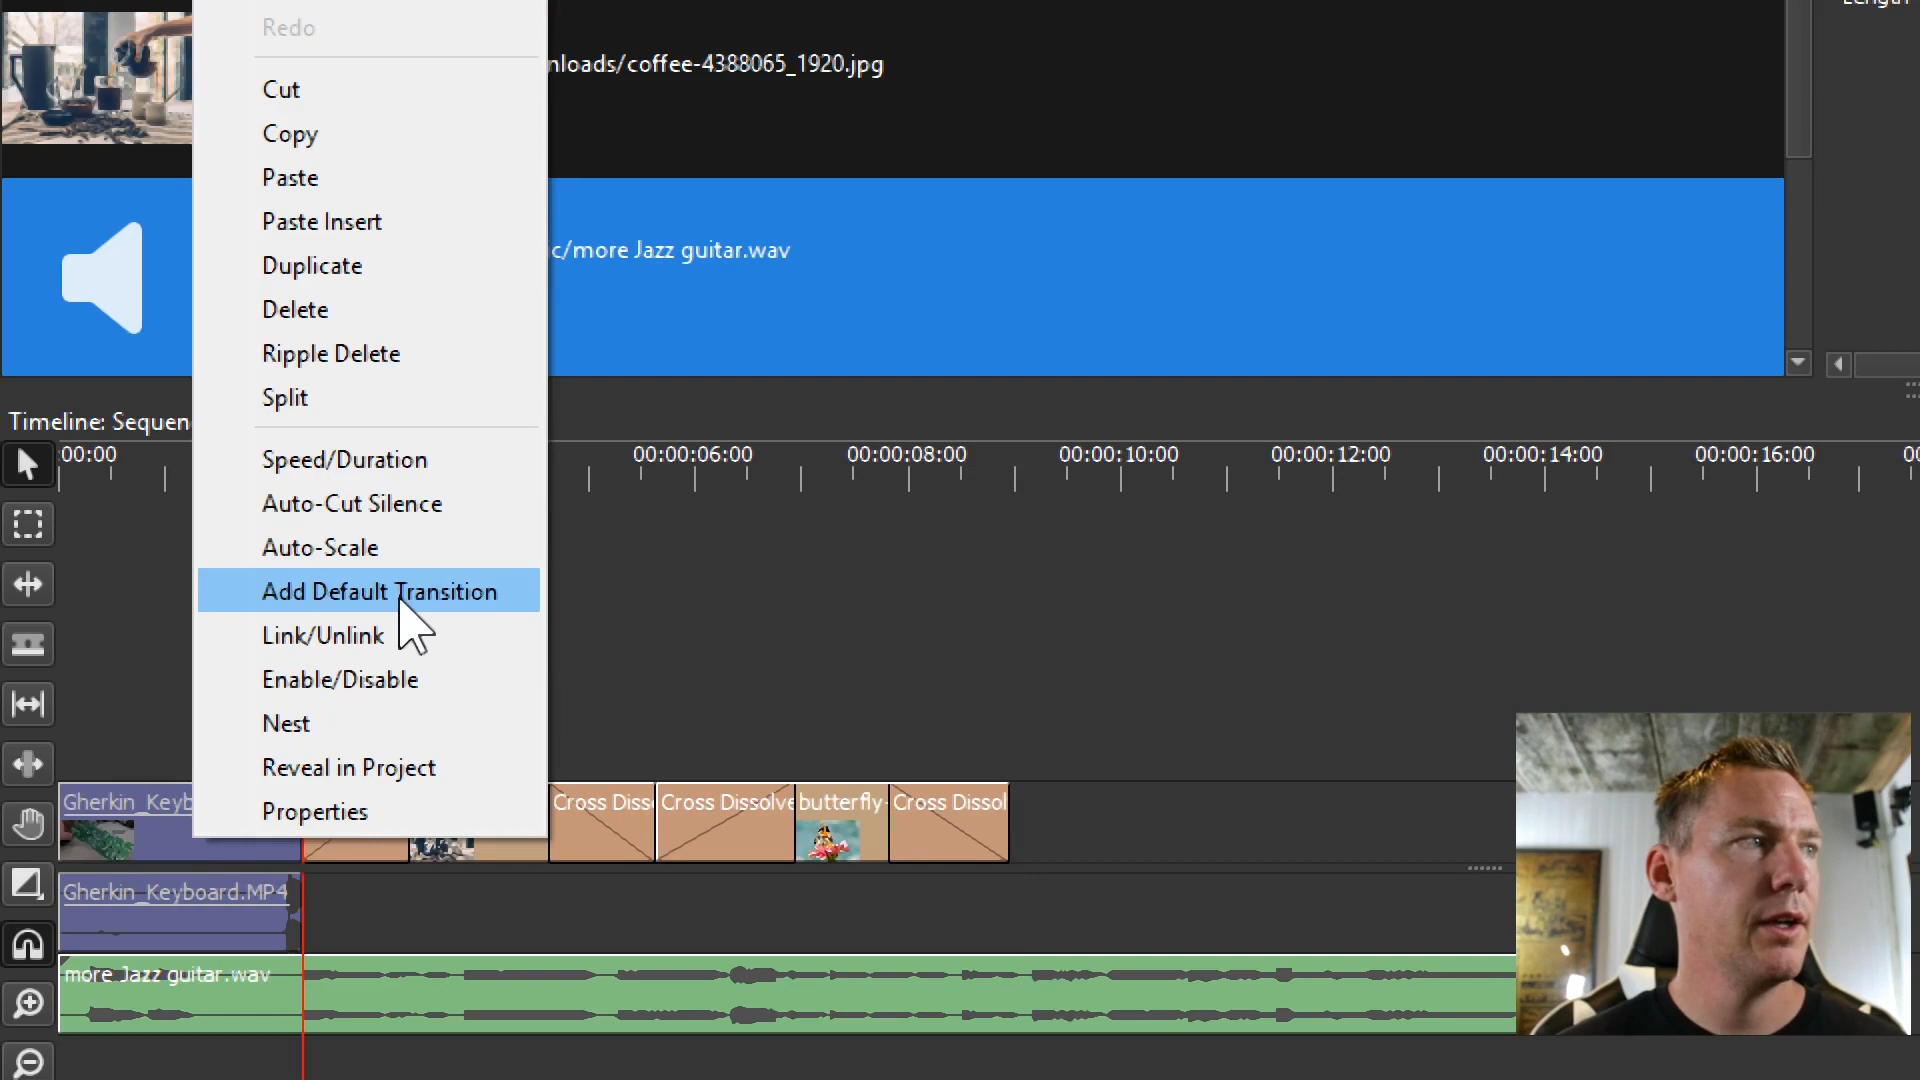 Redo
nloads/coffee-4388065_1920.jpg
Cut
Copy
Paste
Paste Insert
ic/more Jazz guitar.wav
Duplicate
Delete
Ripple Delete
Split
Timeline: Sequen
:00:00
00:00:06:00
00:00:08:00
00:00:10:00
00:00:12:00
00:00:14:00
00:00:16:00
Speed/Duration
Auto-Cut Silence
Auto-Scale
Add Default Transition
Link/Unlink
Enable/Disable
Nest
Reveal in Project
Properties
Gherkin_Keyb
Cross Diss
Cross Dissolve
butterfly-
Cross Dissol
Gherkin_Keyboard.MP4
more Jazz guitar.wav